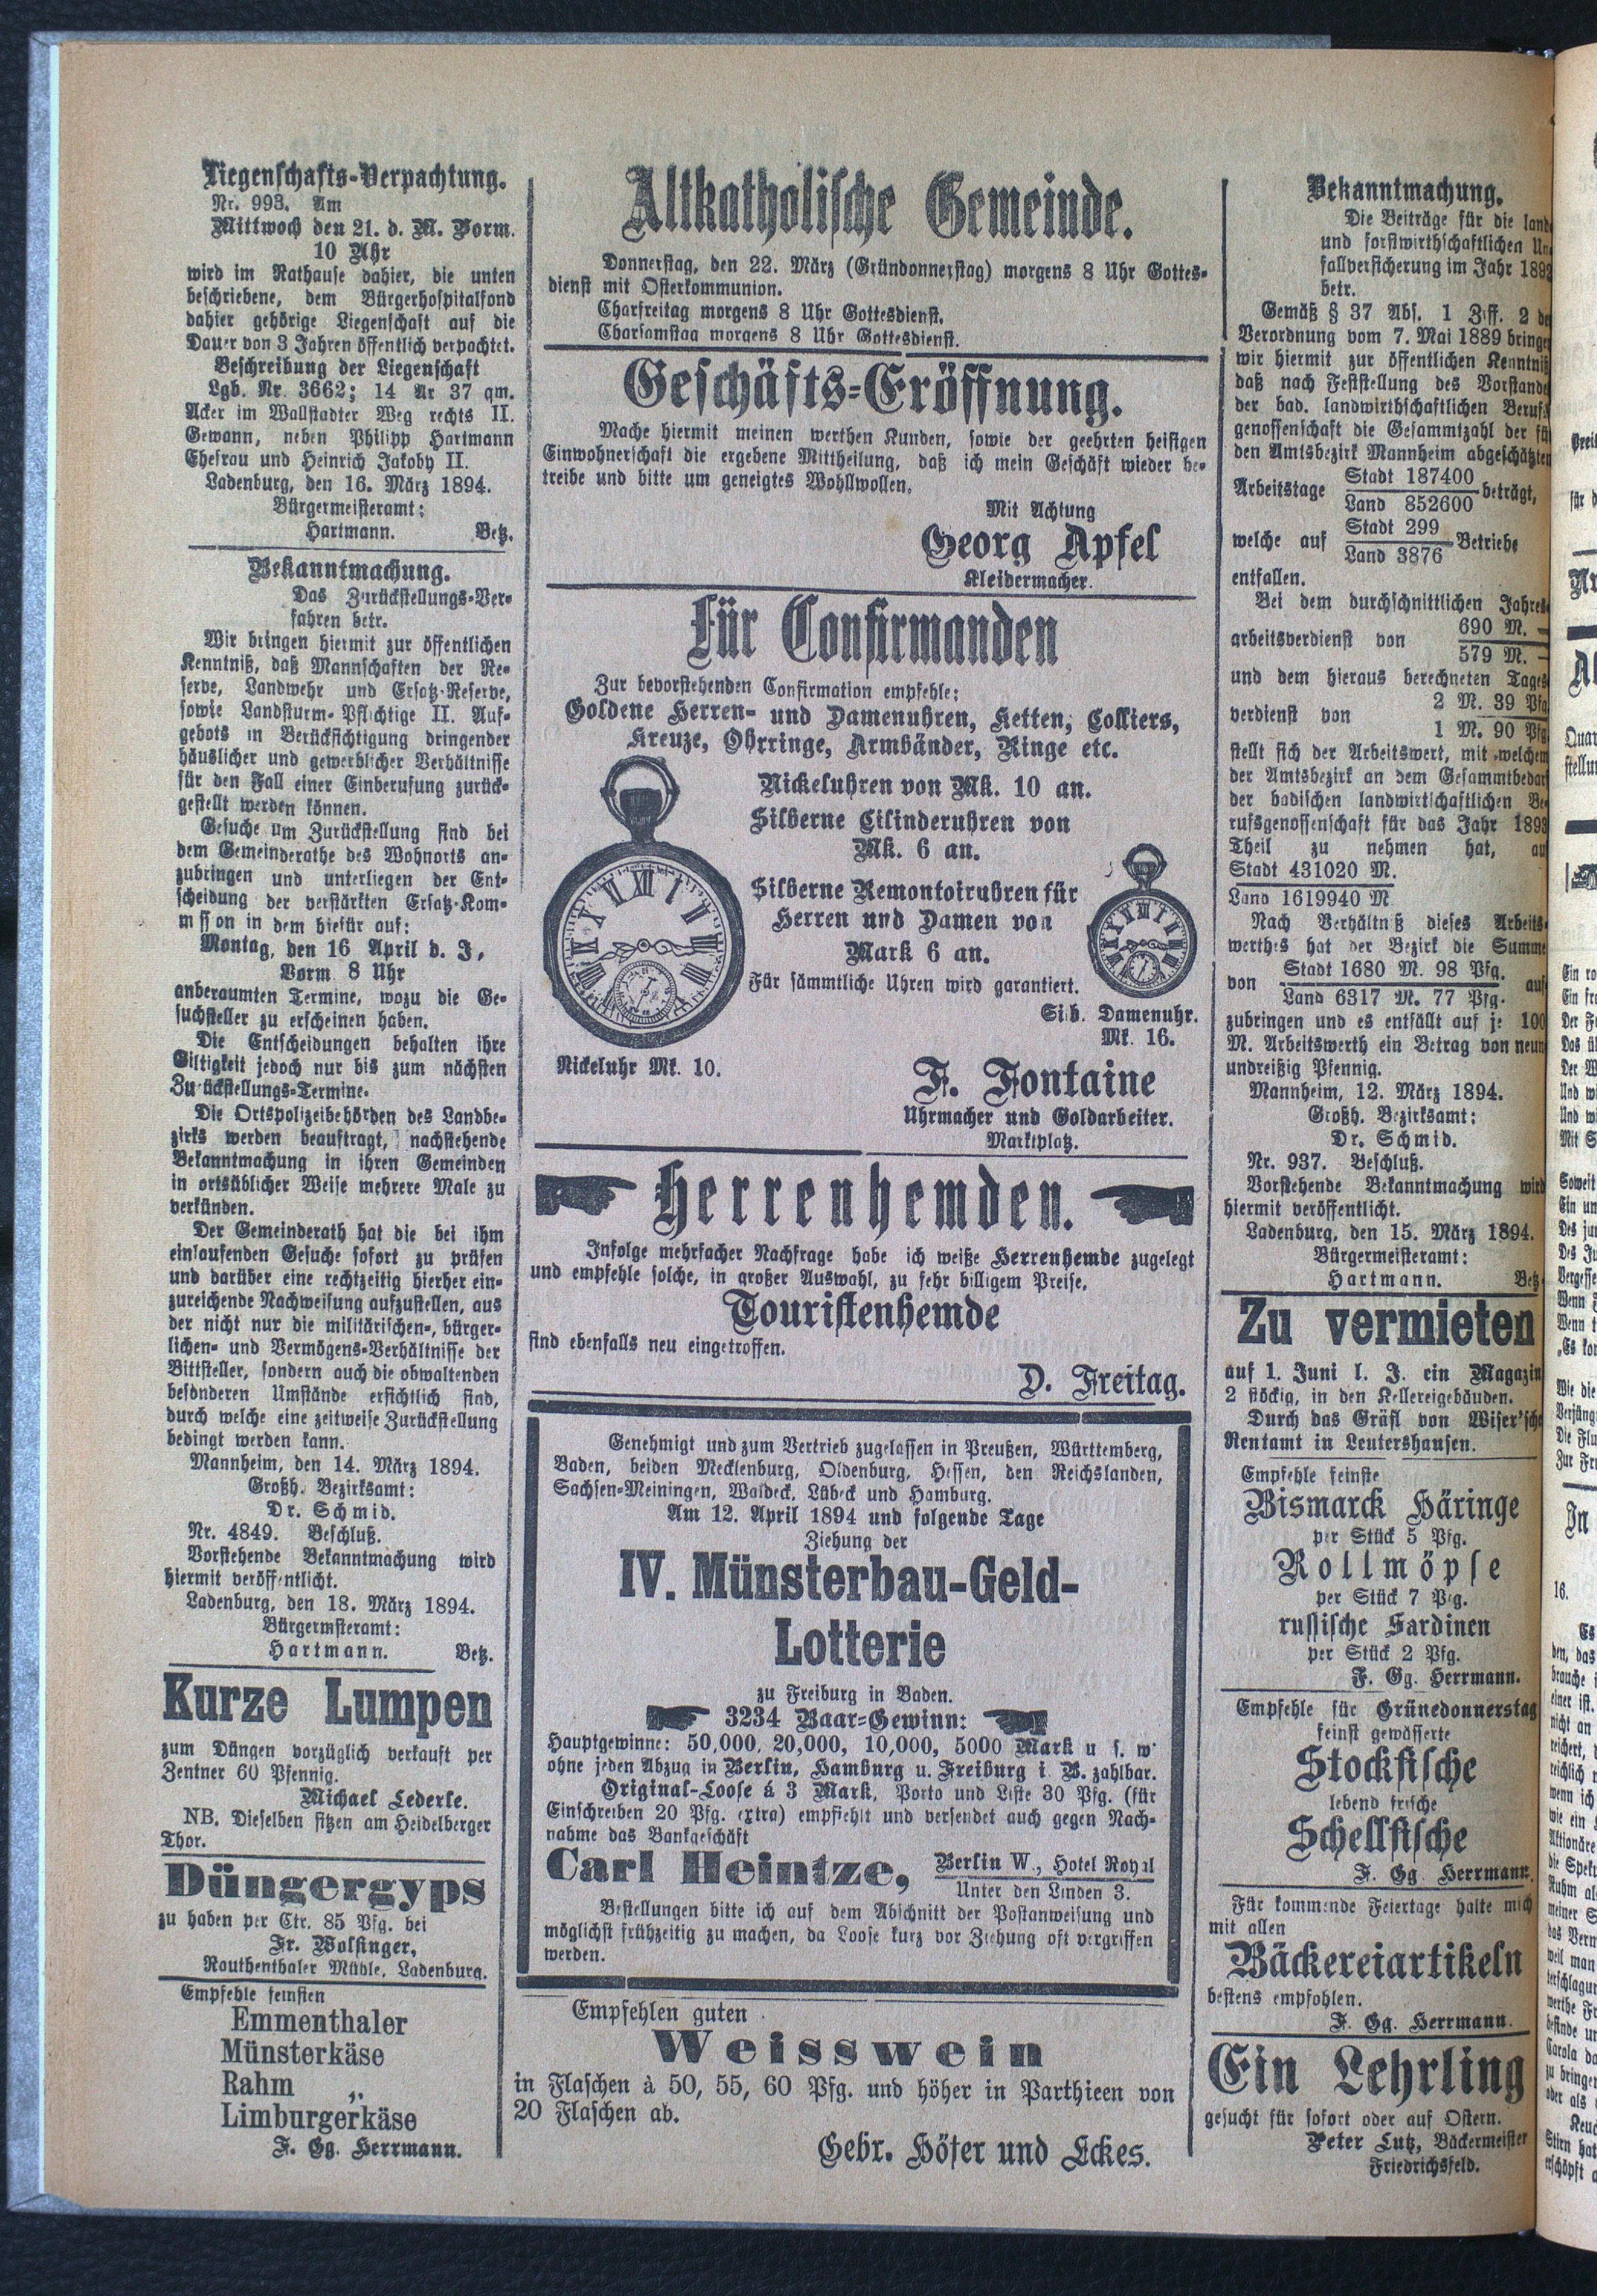 Liegenschafts-Verpachtung.
Nr. 993. Am
Mittwoch den 21. d. M. Vorm.
10 Uhr
wird im Rathause dahier, die unten
beschriebene, dem Bürgerhospitalfond
dahier gehörige Liegenschaft auf die
Dauer von 3 Jahren öffentlich verpachtet.
Beschreibung der Liegenschaft
Lgb. Nr. 3662; 14 Ar 37 qm.
Acker im Wallstadter Weg rechts II.
Gewann, neben Philipp Hartmann
Ehefrau und Heinrich Jakoby II.
Ladenburg, den 16. März 1894.
Bürgermeisteramt:
Hartmann. Betz.
Bekanntmachung.
Das Zurückstellungs-Ver-
fahren betr.
Wir bringen hiermit zur öffentlichen
Kenntniß, daß Mannschaften der Re-
serve, Landwehr und Ersatz-Reserve,
sowie Landsturm-Pflichtige II. Auf-
gebots in Berücksichtigung dringender
häuslicher und gewerblicher Verhältnisse
für den Fall einer Einberufung zurück-
gestellt werden können.
Gesuche um Zurückstellung sind bei
dem Gemeinderathe des Wohnorts an-
zubringen und unterliegen der Ent-
scheidung der verstärkten Ersatz-Kom-
m ss on in dem hiefür auf:
Montag, den 16 April d. J,
Vorm 8 Uhr
anberaumten Termine, wozu die Ge-
suchsteller zu erscheinen haben.
Die Entscheidungen behalten ihre
Giltigkeit jedoch nur bis zum nächsten
Zu ückstellungs-Termine.
Die Ortspolizeibehörden des Landbe-
zirks werden beauftragt, nachstehende
Bekanntmachung in ihren Gemeinden
in ortsüblicher Weise mehrere Male zu
verkünden.
Der Gemeinderath hat die bei ihm
einlaufenden Gesuche sofort zu prüfen
und darüber eine rechtzeitig hierher ein-
zureichende Nachweisung aufzustellen, aus
der nicht nur die militärischen-, bürger-
lichen- und Vermögens-Verhältnisse der
Bittsteller, sondern auch die obwaltenden
besonderen Umstände ersichtlich sind,
durch welche eine zeitweise Zurückstellung
bedingt werden kann.
Mannheim, den 14. März 1894.
Großh. Bezirksamt:
Dr. Schmid.
Nr. 4849. Beschluß.
Vorstehende Bekanntmachung wird
hiermit veröffentlicht.
Ladenburg, den 18. März 1894.
Bürgermsteramt:
Hartmann. Betz.
Kurze Lumpen
zum Düngen vorzüglich verkauft per
Zentner 60 Pfennig.
Michael Lederle.
NB. Dieselben sitzen am Heidelberger
Thor.
Düngergyps
zu haben per Ctr. 85 Pfg. bei
Fr. Wolfinger,
Rauthenthaler Mühle, Ladenburg.
Empfehle feinsten
Emmenthaler
Münsterkäse
Rahm „
Limburgerkäse
F. Gg. Herrmann.
Altkatholische Gemeinde.
Donnerstag, den 22. März (Gründonnerstag) morgens 8 Uhr Gottes-
dienst mit Osterkommunion.
Charfreitag morgens 8 Uhr Gottesdienst.
Charsamstag morgens 8 Uhr Gottesdienst.
Geschäfts-Eröffnung.
Mache hiermit meinen werthen Kunden, sowie der geehrten heisigen
Einwohnerschaft die ergebene Mittheilung, daß ich mein Geschäft wieder be-
treibe und bitte um geneigtes Wohllwollen.
Mit Achtung
Georg Apfel
Kleidermacher.
Für Confirmanden
Zur bevorstehenden Confirmation empfehle:
Goldene Herren- und Damenuhren, Ketten, Colliers,
Kreuze, Ohrringe, Armbänder, Ringe etc.
Nickeluhren von Mk. 10 an.
Silberne Cilinderuhren von
Mk. 6 an.
Silberne Remontoiruhren für
Herren und Damen von
Mark 6 an.
Für sämmtliche Uhren wird garantiert.
Silb. Damenuhr.
Mk. 16.
Nickeluhr Mk. 10.
F. Fontaine
Uhrmacher und Goldarbeiter.
Marktplatz.
Herrenhemden.
Infolge mehrfacher Nachfrage habe ich weiße Herrenhemde zugelegt
und empfehle solche, in großer Auswahl, zu sehr billigem Preise,
Touristenhemde
sind ebenfalls neu eingetroffen.
D. Freitag.
Genehmigt und zum Vertrieb zugelassen in Preußen, Württemberg,
Baden, beiden Mecklenburg, Oldenburg, Hessen, den Reichslanden,
Sachsen-Meiningen, Waldeck, Lübeck und Hamburg.
Am 12. April 1894 und folgende Tage
Ziehung der
IV. Münsterbau-Geld-
Lotterie
zu Freiburg in Baden.
3234 Baar-Gewinn:
Hauptgewinne: 50,000, 20,000, 10,000, 5000 Mark u s. w
ohne jeden Abzug in Berlin, Hamburg u. Freiburg i. B. zahlbar.
Original-Loose á 3 Mark, Porto und Liste 30 Pfg. (für
Einschreiben 20 Pfg. extra) empfiehlt und versendet auch gegen Nach-
nahme das Bankgeschäft
Carl Heintze, Berlin W., Hotel Royal
Unter den Linden 3.
Bestellungen bitte ich auf dem Abschnitt der Postanweisung und
möglichst frühzeitig zu machen, da Loose kurz vor Ziehung oft vergriffen
werden.
Empfehlen guten
Weisswein
in Flaschen à 50, 55, 60 Pfg. und höher in Parthieen von
20 Flaschen ab.
Gebr. Höfer und Eckes.
Bekanntmachung.
Die Beiträge für die land-
und forstwirthschaftlichen Un-
fallversicherung im Jahr 1892
betr.
Gemäß § 37 Abs. 1 Ziff. 2 der
Verordnung vom 7. Mai 1889 bringen
wir hiermit zur öffentlichen Kenntniß
daß nach Feststellung des Vorstandes
der bad. landwirthschaftlichen Berufs-
genossenschaft die Gesammtzahl der für
den Amtsbezirk Mannheim abgeschätzten
Arbeitstage Stadt 187400 beträgt,
Land 852600
welche auf Stadt 299 Betriebe
Land 3876
entfallen.
Bei dem durchschnittlichen Jahres-
arbeitsverdienst von 690 M. —
579 M. —
und dem hieraus berechneten Tages
verdienst von 2 M. 39 Pfg
1 M. 90 Pfg
stellt sich der Arbeitswert, mit welchem
der Amtsbezirk an dem Gesammtbedarf
der badischen landwirtschaftlichen Be-
rufsgenossenschaft für das Jahr 1893
Theil zu nehmen hat, au
Stadt 431020 M.
Land 1619940 M
Nach Verhältniß dieses Arbeits-
werthes hat der Bezirk die Summe
von Stadt 1680 M. 98 Pfg. auf
Land 6317 M. 77 Pfg.
zubringen und es entfällt auf je 100
M. Arbeitswerth ein Betrag von neun
undreißig Pfennig.
Mannheim, 12. März 1894.
Großh. Bezirksamt:
Dr. Schmid.
Nr. 937. Beschluß.
Vorstehende Bekanntmachung wird
hiermit veröffentlicht.
Ladenburg, den 15. März 1894.
Bürgermeisteramt:
Hartmann. Betz
Zu vermieten
auf 1. Juni l. J. ein Magazin
2 stöckig, in den Kellereigebäuden.
Durch das Gräfl von Wiser'sche
Rentamt in Leutershausen.
Empfehle feinste
Bismarck Häringe
per Stück 5 Pfg.
Rollmöpse
per Stück 7 Pfg.
russische Sardinen
per Stück 2 Pfg.
F. Gg. Herrmann.
Empfehle für Grünedonnerstag
feinst gewässerte
Stockfische
lebend frische
Schellfische
F. Gg Herrmann.
Für kommende Feiertage halte mich
mit allen
Bäckereiartikeln
bestens empfohlen.
F. Gg. Herrmann.
Ein Lehrling
gesucht für sofort oder auf Ostern.
Peter Lutz, Bäckermeister
Friedrichsfeld.